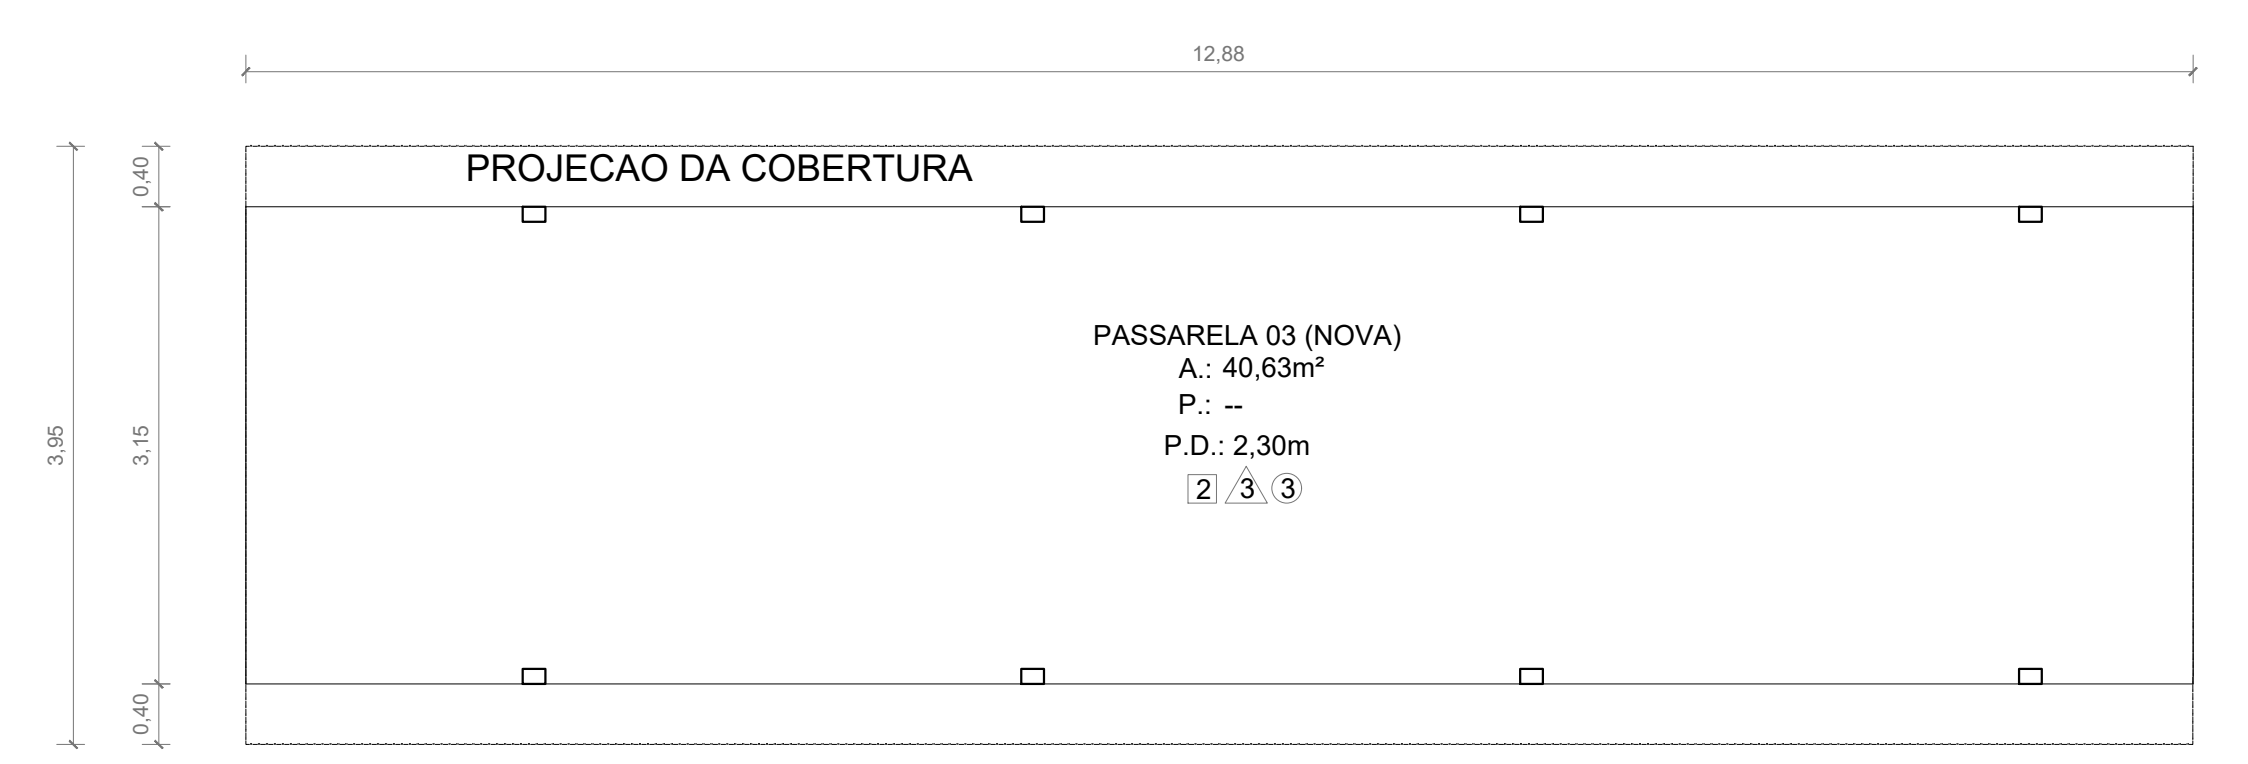 12,88
0,40
PROJECAO DA COBERTURA
PASSARELA 03 (NOVA)
A.: 40,63m²
P.: --
3,95
3,15
P.D.: 2,30m
2 3 3
0,40